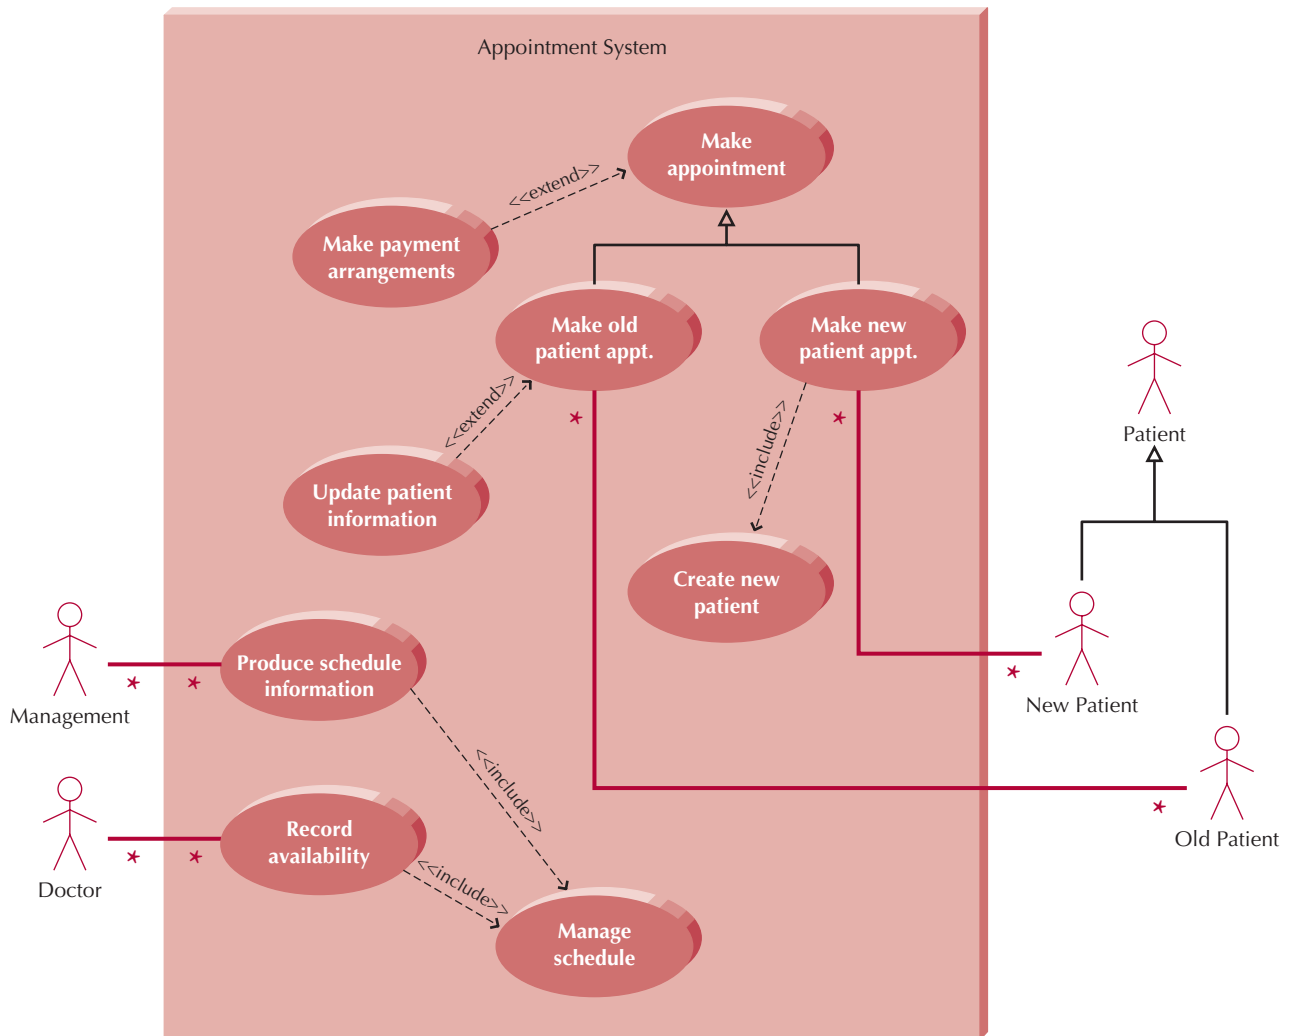 Appointment System
Make
appointment
<<extend>>
Make payment
arrangements
Make old
patient appt.
Make new
patient appt.
<<extend>>
*
*
<<include>>
Patient
Update patient
information
Create new
patient
Produce schedule
information
*
*
Management
*
New Patient
<<include>>
Record
availability
*
*
Doctor
<<include>>
*
Old Patient
Manage
schedule